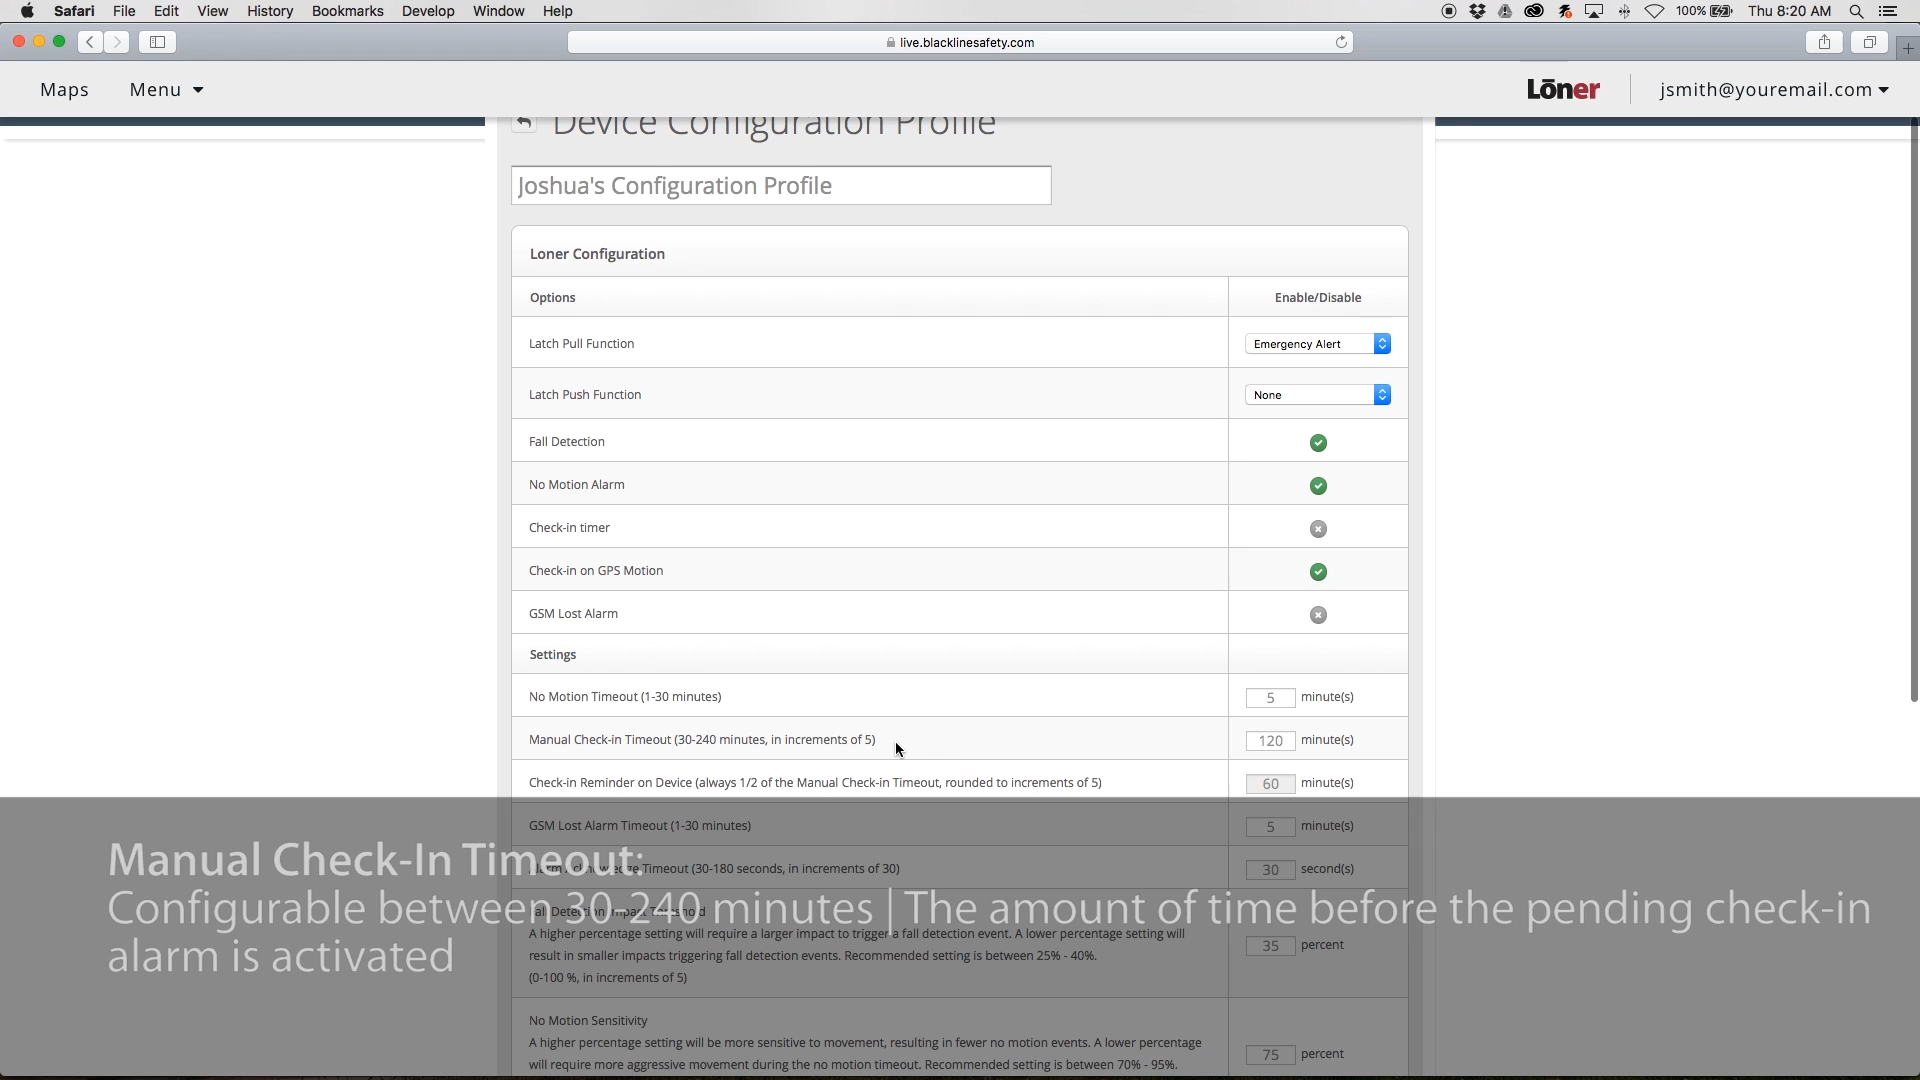 Safari File Edit View History Bookmarks Develop Window Help 100% Thu 8:20 AM
live.blacklinesafety.com
Maps Menu Lōner jsmith@youremail.com
Device Configuration Profile
Joshua's Configuration Profile
Loner Configuration
Options Enable/Disable
Latch Pull Function Emergency Alert
Latch Push Function None
Fall Detection
No Motion Alarm
Check-in timer
Check-in on GPS Motion
GSM Lost Alarm
Settings
No Motion Timeout (1-30 minutes) 5 minute(s)
Manual Check-in Timeout (30-240 minutes, in increments of 5) 120 minute(s)
Check-in Reminder on Device (always 1/2 of the Manual Check-in Timeout, rounded to increments of 5) 60 minute(s)
GSM Lost Alarm Timeout (1-30 minutes) 5 minute(s)
Manual Check-In Timeout:
Alarm Acknowledge Timeout (30-180 seconds, in increments of 30) 30 second(s)
Configurable between 30-240 minutes | The amount of time before the pending check-in
alarm is activated
Fall Detection Impact Threshold
A higher percentage setting will require a larger impact to trigger a fall detection event. A lower percentage setting will
result in smaller impacts triggering fall detection events. Recommended setting is between 25% - 40%.
(0-100 %, in increments of 5)
35 percent
No Motion Sensitivity
A higher percentage setting will be more sensitive to movement, resulting in fewer no motion events. A lower percentage
will require more aggressive movement during the no motion timeout. Recommended setting is between 70% - 95%.
75 percent